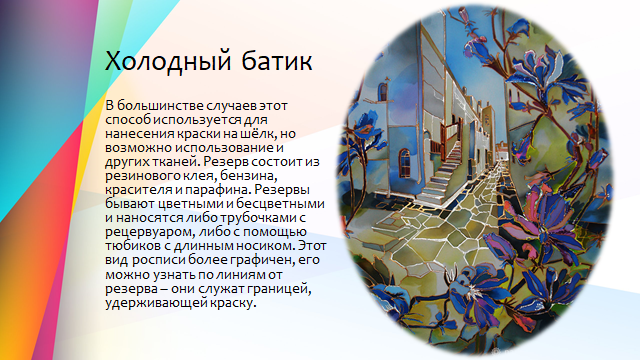 Холодный батик
В большинстве случаев этот
способ используется для
нанесения краски на шёлк, но
возможно использование и
других тканей. Резерв состоит из
резинового клея, бензина,
красителя и парафина. Резервы
бывают цветными и бесцветными
и наносятся либо трубочками с
рецервуаром, либо с помощью
тюбиков с длинным носиком. Этот
вид росписи более графичен, его
можно узнать по линиям от
резерва – они служат границей,
удерживающей краску.